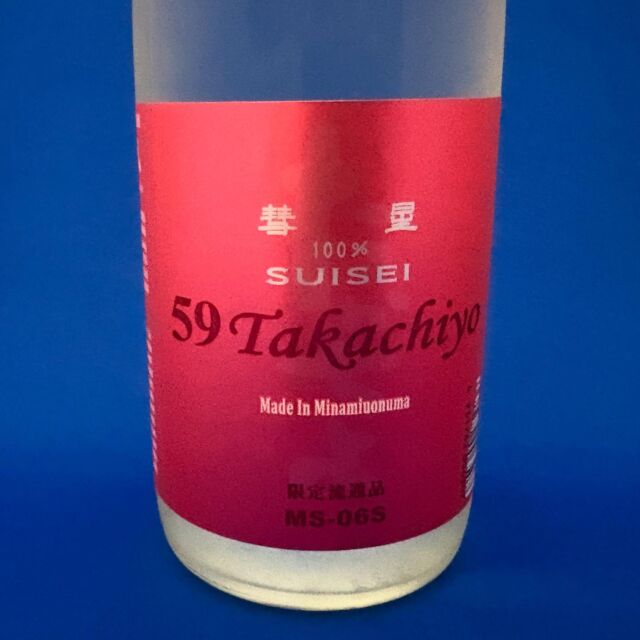 彗 星
100%
SUISEI
59 Takachiyo
Made In Minamiuonuma
限定流通品
MS-06S